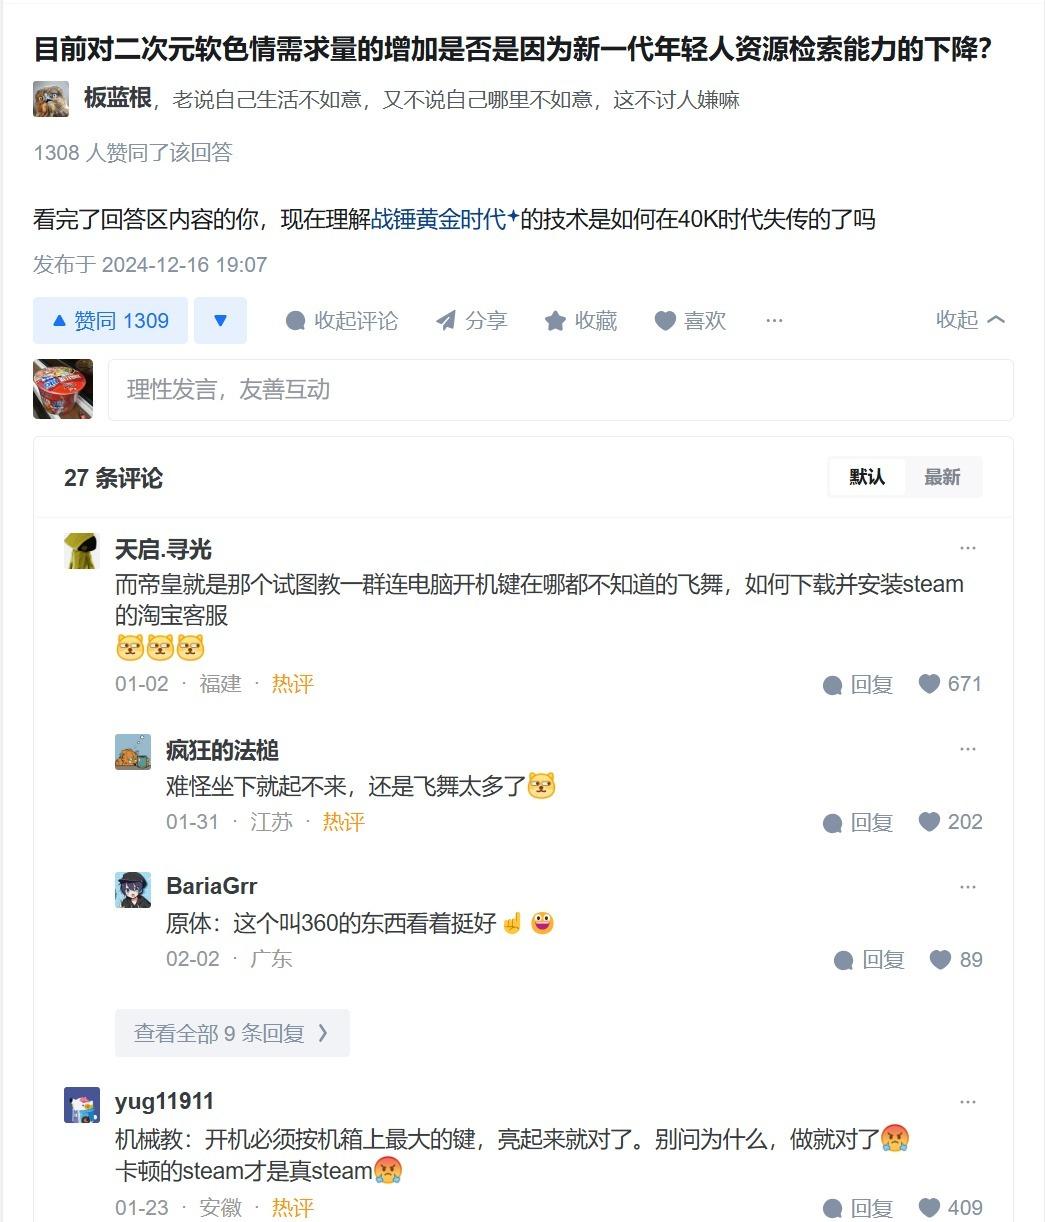 目前对二次元软色情需求量的增加是否是因为新一代年轻人资源检索能力的下降？
板蓝根，老说自己生活不如意，又不说自己哪里不如意，这不讨人嫌嘛
1308 人赞同了该回答
看完了回答区内容的你，现在理解战锤黄金时代的技术是如何在40K时代失传的了吗
发布于 2024-12-16 19:07
赞同 1309 收起评论 分享 收藏 喜欢 ··· 收起
理性发言，友善互动
27 条评论 默认 最新
天启.寻光 ···
而帝皇就是那个试图教一群连电脑开机键在哪都不知道的飞舞，如何下载并安装steam
的淘宝客服
01-02 · 福建 · 热评 回复 671
疯狂的法槌 ···
难怪坐下就起不来，还是飞舞太多了
01-31 · 江苏 · 热评 回复 202
BariaGrr ···
原体：这个叫360的东西看着挺好☝️😀
02-02 · 广东 回复 89
查看全部 9 条回复
yug11911 ···
机械教：开机必须按机箱上最大的键，亮起来就对了。别问为什么，做就对了😡
卡顿的steam才是真steam😡
01-23 · 安徽 · 热评 回复 409